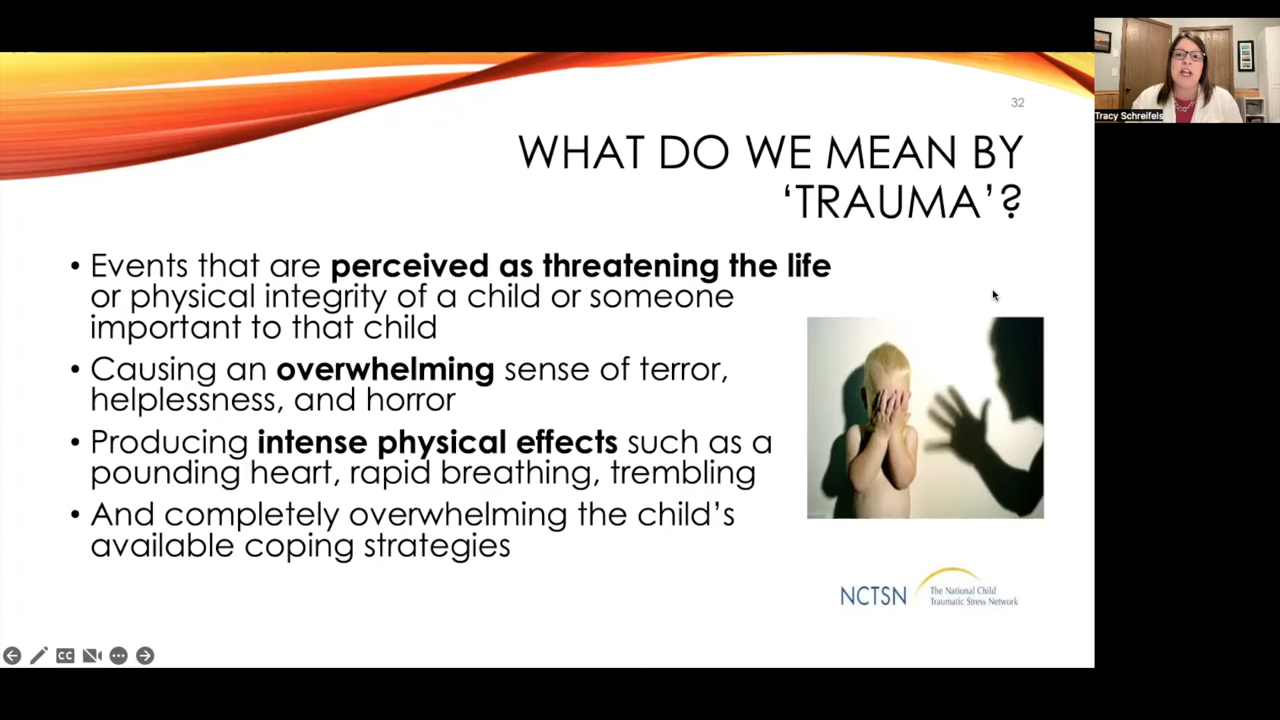 32
WHAT DO WE MEAN BY
‘TRAUMA’?
• Events that are perceived as threatening the life
or physical integrity of a child or someone
important to that child
• Causing an overwhelming sense of terror,
helplessness, and horror
• Producing intense physical effects such as a
pounding heart, rapid breathing, trembling
• And completely overwhelming the child’s
available coping strategies
NCTSN
The National Child
Traumatic Stress Network
CC
Tracy Schreifels